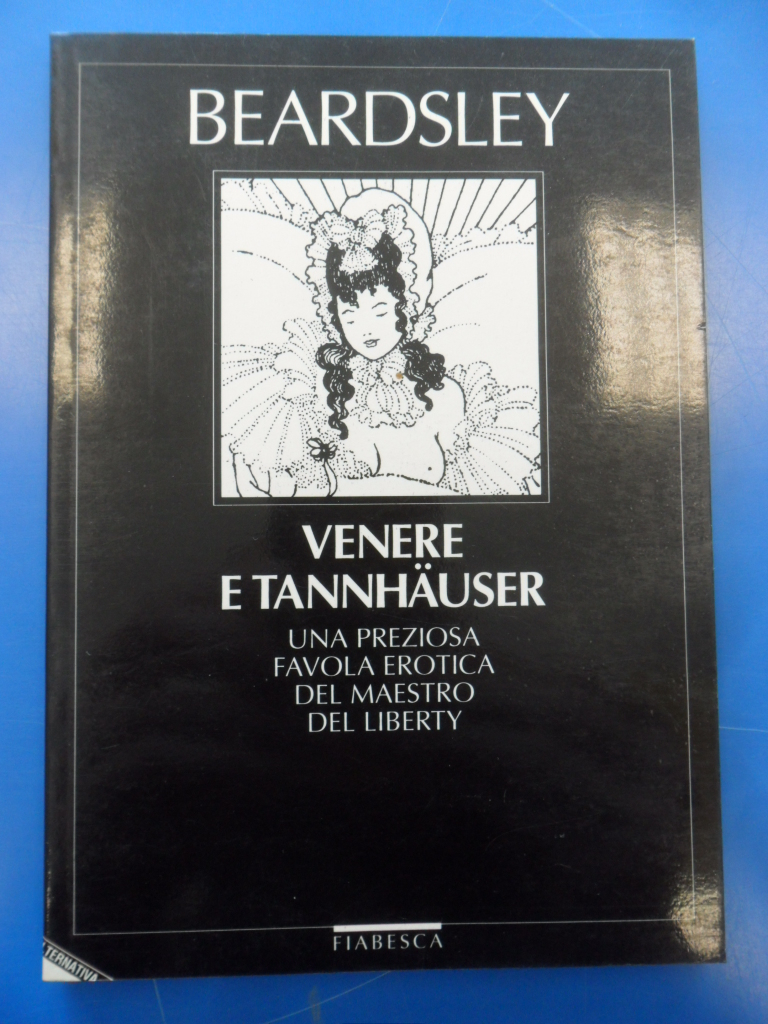 BEARDSLEY
VENERE
E TANNHÄUSER
UNA PREZIOSA
FAVOLA EROTICA
DEL MAESTRO
DEL LIBERTY
FIABESCA